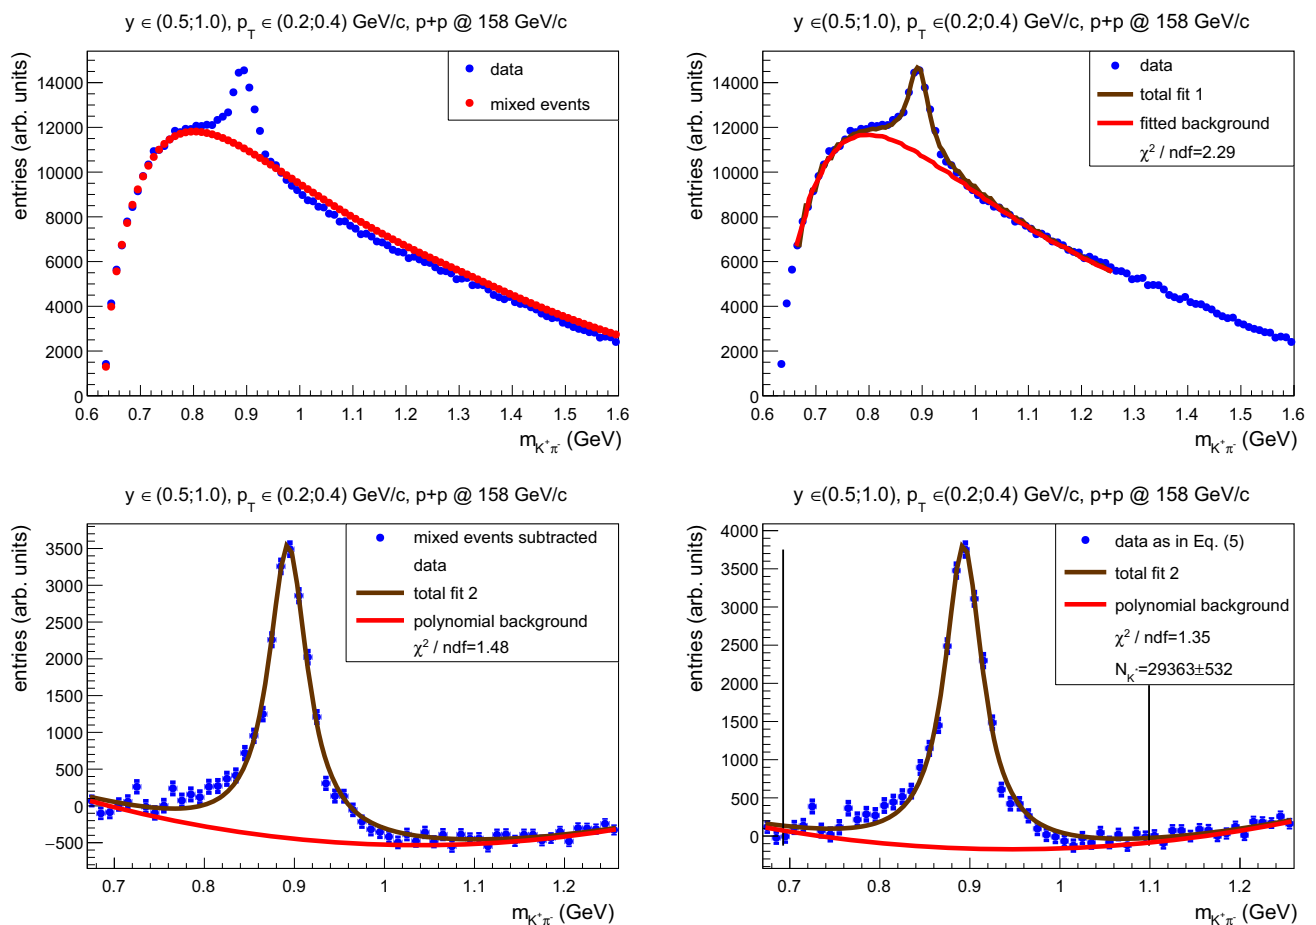 y ∈ (0.5;1.0), p_T ∈ (0.2;0.4) GeV/c, p+p @ 158 GeV/c
entries (arb. units)
14000
12000
10000
8000
6000
4000
2000
0
data
mixed events
0.6 0.7 0.8 0.9 1 1.1 1.2 1.3 1.4 1.5 1.6
m_{K⁺π⁻} (GeV)
y ∈ (0.5;1.0), p_T ∈ (0.2;0.4) GeV/c, p+p @ 158 GeV/c
entries (arb. units)
14000
12000
10000
8000
6000
4000
2000
0
data
total fit 1
fitted background
χ² / ndf=2.29
0.6 0.7 0.8 0.9 1 1.1 1.2 1.3 1.4 1.5 1.6
m_{K⁺π⁻} (GeV)
y ∈ (0.5;1.0), p_T ∈ (0.2;0.4) GeV/c, p+p @ 158 GeV/c
entries (arb. units)
3500
3000
2500
2000
1500
1000
500
0
−500
mixed events subtracted
data
total fit 2
polynomial background
χ² / ndf=1.48
0.7 0.8 0.9 1 1.1 1.2
m_{K⁺π⁻} (GeV)
y ∈(0.5;1.0), p_T ∈(0.2;0.4) GeV/c, p+p @ 158 GeV/c
entries (arb. units)
4000
3500
3000
2500
2000
1500
1000
500
0
data as in Eq. (5)
total fit 2
polynomial background
χ² / ndf=1.35
N_{K*}=29363±532
0.7 0.8 0.9 1 1.1 1.2
m_{K⁺π⁻} (GeV)